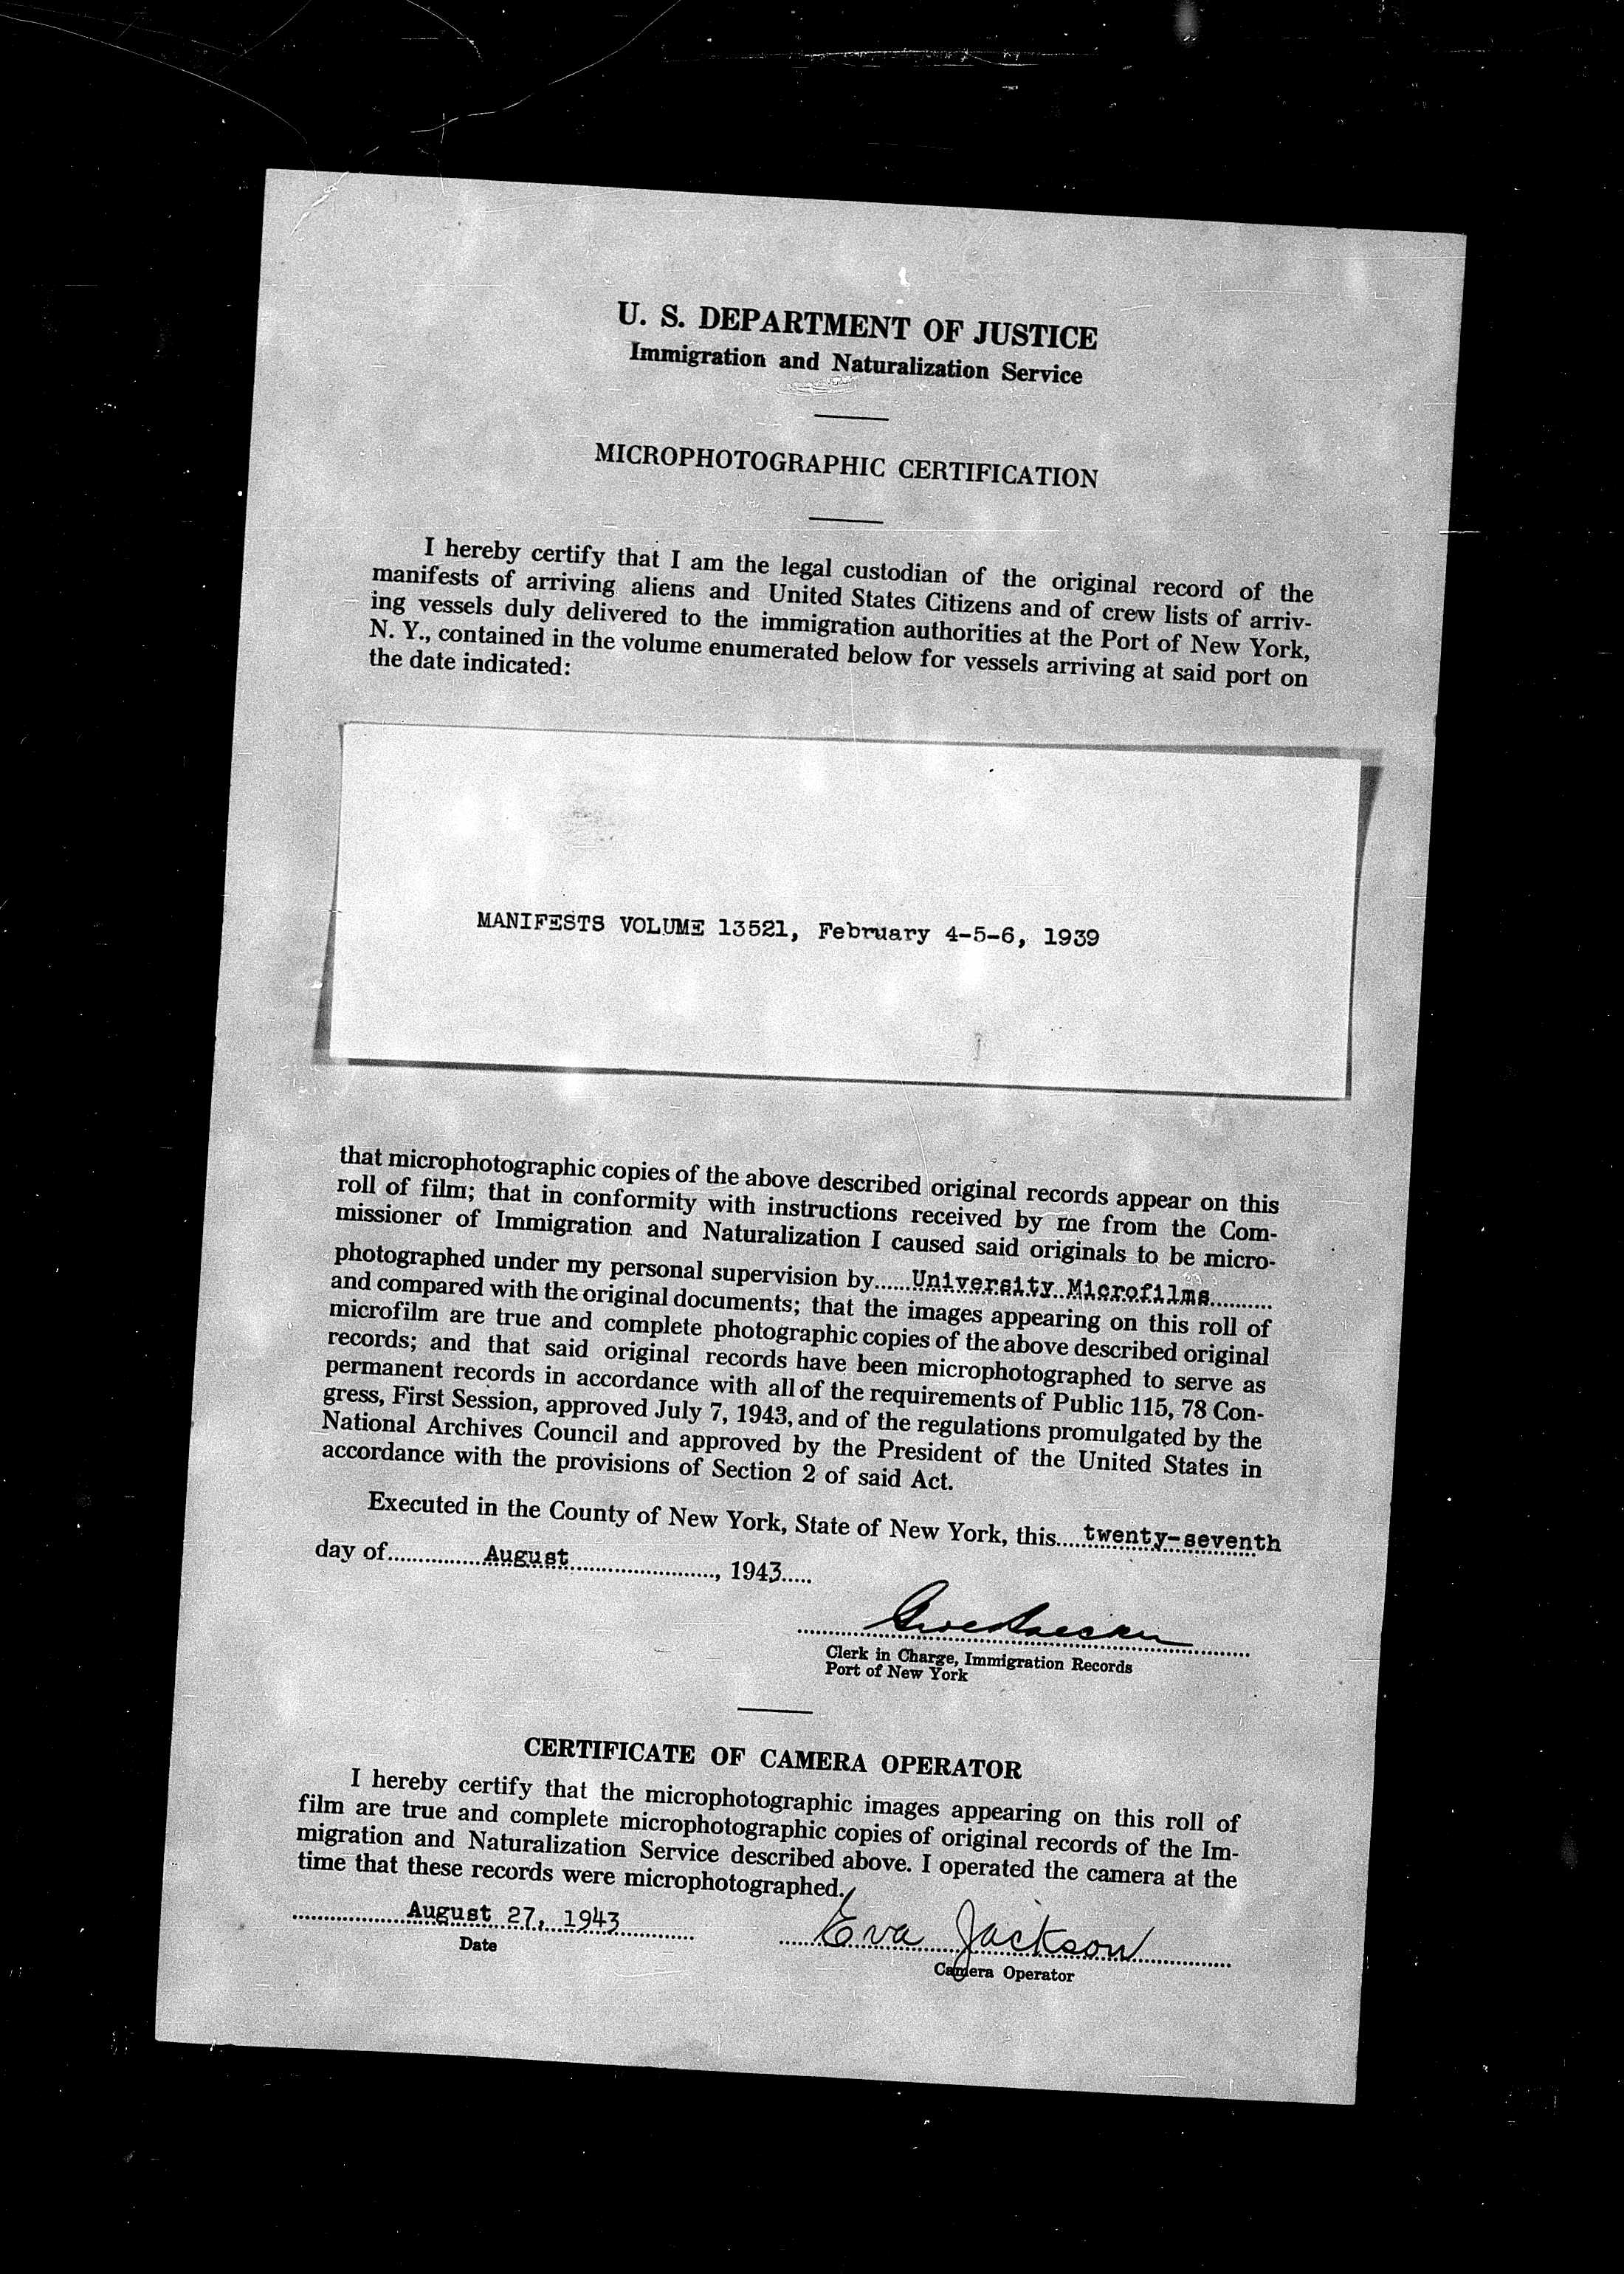 U. S. DEPARTMENT OF JUSTICE
Immigration and Naturalization Service
MICROPHOTOGRAPHIC CERTIFICATION
I hereby certify that I am the legal custodian of the original record of the
manifests of arriving aliens and United States Citizens and of crew lists of arriv-
ing vessels duly delivered to the immigration authorities at the Port of New York,
N. Y., contained in the volume enumerated below for vessels arriving at said port on
the date indicated:
MANIFESTS VOLUME 13521, February 4-5-6, 1939
that microphotographic copies of the above described original records appear on this
roll of film; that in conformity with instructions received by me from the Com-
missioner of Immigration and Naturalization I caused said originals to be micro-
photographed under my personal supervision by......University Microfilms..........
and compared with the original documents; that the images appearing on this roll of
microfilm are true and complete photographic copies of the above described original
records; and that said original records have been microphotographed to serve as
permanent records in accordance with all of the requirements of Public 115, 78 Con-
gress, First Session, approved July 7, 1943, and of the regulations promulgated by the
National Archives Council and approved by the President of the United States in
accordance with the provisions of Section 2 of said Act.
Executed in the County of New York, State of New York, this.....twenty-seventh
day of...............August........................, 1943.....
Clerk in Charge, Immigration Records
Port of New York
CERTIFICATE OF CAMERA OPERATOR
I hereby certify that the microphotographic images appearing on this roll of
film are true and complete microphotographic copies of original records of the Im-
migration and Naturalization Service described above. I operated the camera at the
time that these records were microphotographed.
August 27, 1943
Eva Jackson
Date
Camera Operator